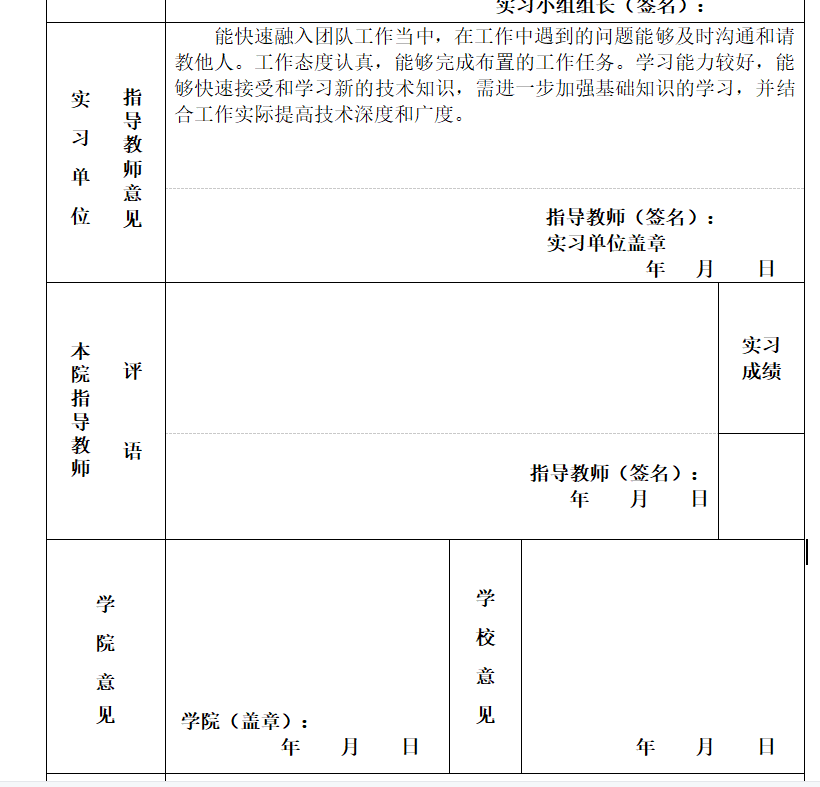 实习小组组长（签名）：
能快速融入团队工作当中，在工作中遇到的问题能够及时沟通和请
教他人。工作态度认真，能够完成布置的工作任务。学习能力较好，能
够快速接受和学习新的技术知识，需进一步加强基础知识的学习，并结
合工作实际提高技术深度和广度。
实习单位
指导教师意见
指导教师（签名）：
实习单位盖章
年 月 日
本院指导教师
评语
实习
成绩
指导教师（签名）：
年 月 日
学院意见
学院（盖章）：
年 月 日
学校意见
年 月 日